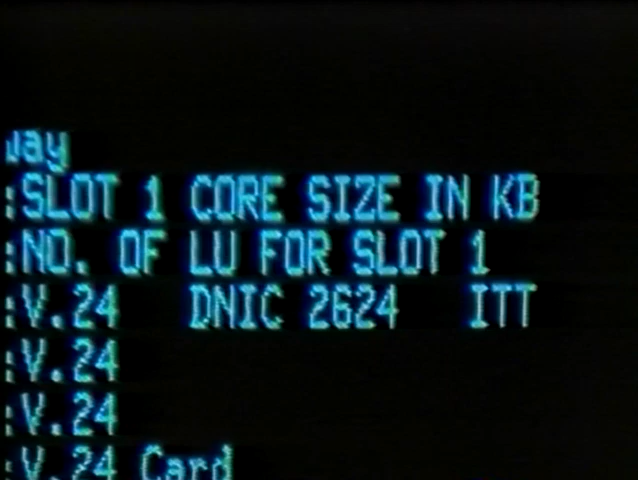 way
:SLOT 1 CORE SIZE IN KB
:NO. OF LU FOR SLOT 1
:V.24 DNIC 2624 ITT
:V.24
:V.24
:V.24 Card